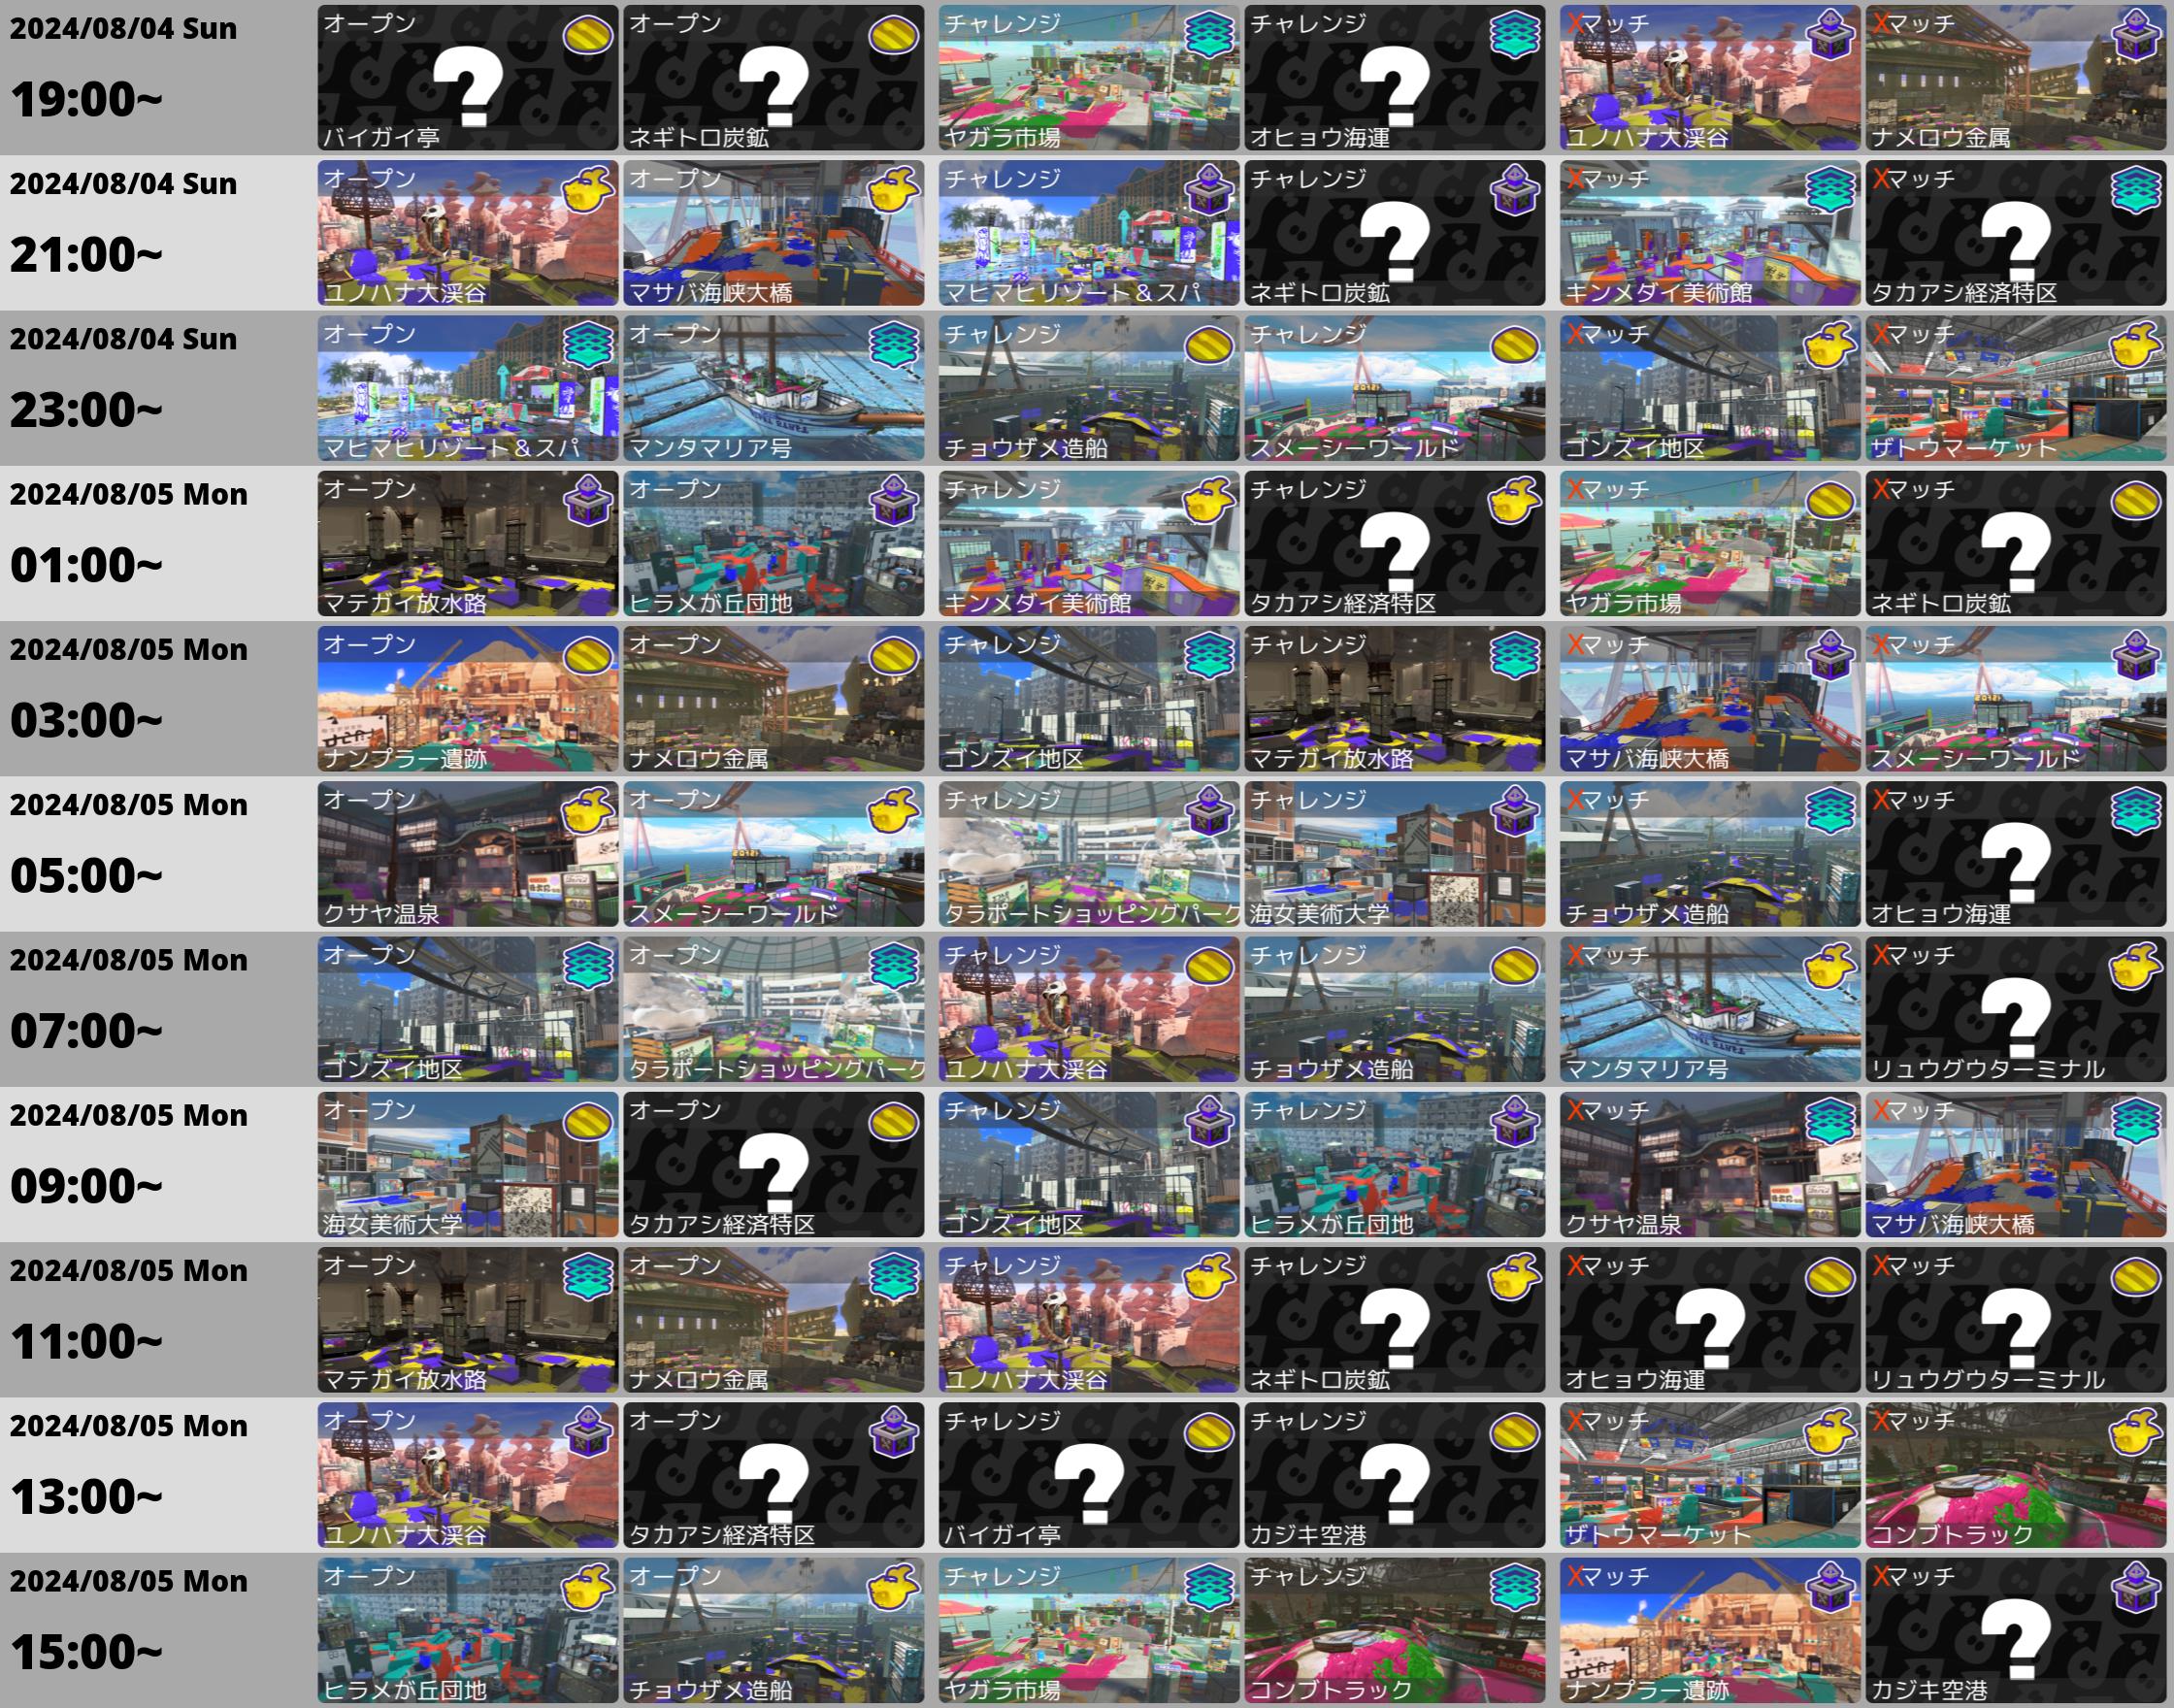 2024/08/04 Sun
19:00~
オープン
バイガイ亭
オープン
ネギトロ炭鉱
チャレンジ
ヤガラ市場
チャレンジ
オヒョウ海運
Xマッチ
ユノハナ大渓谷
Xマッチ
ナメロウ金属
2024/08/04 Sun
21:00~
オープン
ユノハナ大渓谷
オープン
マサバ海峡大橋
チャレンジ
マヒマヒリゾート&スパ
チャレンジ
ネギトロ炭鉱
Xマッチ
キンメダイ美術館
Xマッチ
タカアシ経済特区
2024/08/04 Sun
23:00~
オープン
マヒマヒリゾート&スパ
オープン
マンタマリア号
チャレンジ
チョウザメ造船
チャレンジ
スメーシーワールド
Xマッチ
ゴンズイ地区
Xマッチ
ザトウマーケット
2024/08/05 Mon
01:00~
オープン
マテガイ放水路
オープン
ヒラメが丘団地
チャレンジ
キンメダイ美術館
チャレンジ
タカアシ経済特区
Xマッチ
ヤガラ市場
Xマッチ
ネギトロ炭鉱
2024/08/05 Mon
03:00~
オープン
ナンプラー遺跡
オープン
ナメロウ金属
チャレンジ
ゴンズイ地区
チャレンジ
マテガイ放水路
Xマッチ
マサバ海峡大橋
Xマッチ
スメーシーワールド
2024/08/05 Mon
05:00~
オープン
クサヤ温泉
オープン
スメーシーワールド
チャレンジ
タラポートショッピングパーク
チャレンジ
海女美術大学
Xマッチ
チョウザメ造船
Xマッチ
オヒョウ海運
2024/08/05 Mon
07:00~
オープン
ゴンズイ地区
オープン
タラポートショッピングパーク
チャレンジ
ユノハナ大渓谷
チャレンジ
チョウザメ造船
Xマッチ
マンタマリア号
Xマッチ
リュウグウターミナル
2024/08/05 Mon
09:00~
オープン
海女美術大学
オープン
タカアシ経済特区
チャレンジ
ゴンズイ地区
チャレンジ
ヒラメが丘団地
Xマッチ
クサヤ温泉
Xマッチ
マサバ海峡大橋
2024/08/05 Mon
11:00~
オープン
マテガイ放水路
オープン
ナメロウ金属
チャレンジ
ユノハナ大渓谷
チャレンジ
ネギトロ炭鉱
Xマッチ
オヒョウ海運
Xマッチ
リュウグウターミナル
2024/08/05 Mon
13:00~
オープン
ユノハナ大渓谷
オープン
タカアシ経済特区
チャレンジ
バイガイ亭
チャレンジ
カジキ空港
Xマッチ
ザトウマーケット
Xマッチ
コンブトラック
2024/08/05 Mon
15:00~
オープン
ヒラメが丘団地
オープン
チョウザメ造船
チャレンジ
ヤガラ市場
チャレンジ
コンブトラック
Xマッチ
ナンプラー遺跡
Xマッチ
カジキ空港